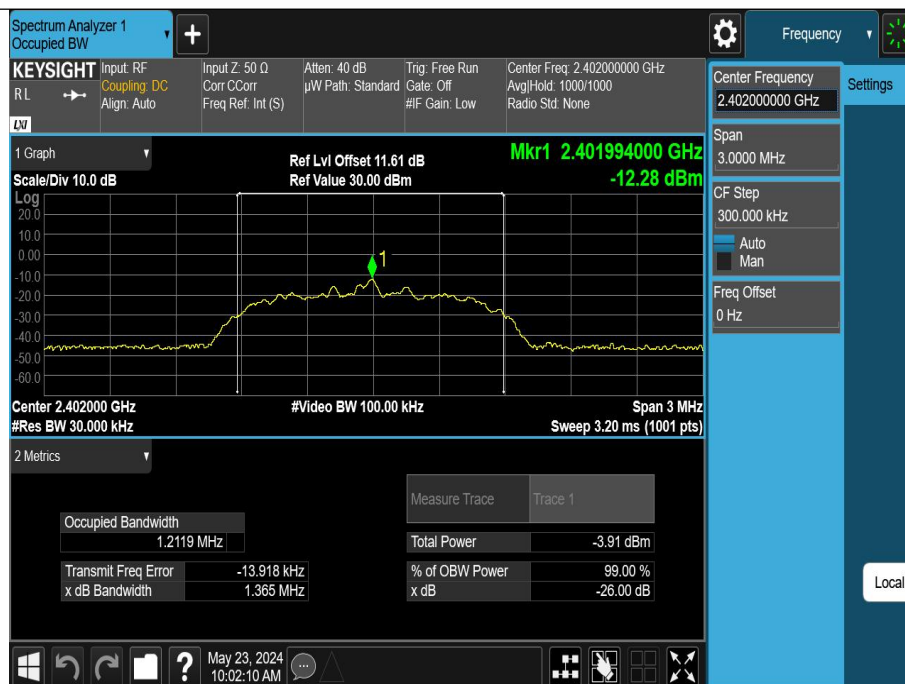 Spectrum Analyzer 1
Occupied BW
Frequency
KEYSIGHT
RL
LXI
Input: RF
Coupling: DC
Align: Auto
Input Z: 50 Ω
Corr CCorr
Freq Ref: Int (S)
Atten: 40 dB
µW Path: Standard
Trig: Free Run
Gate: Off
#IF Gain: Low
Center Freq: 2.402000000 GHz
Avg|Hold: 1000/1000
Radio Std: None
Center Frequency
2.402000000 GHz
Settings
Span
3.0000 MHz
CF Step
300.000 kHz
Auto
Man
Freq Offset
0 Hz
Local
1 Graph
Scale/Div 10.0 dB
Ref Lvl Offset 11.61 dB
Ref Value 30.00 dBm
Mkr1 2.401994000 GHz
-12.28 dBm
Log
20.0
10.0
0.00
-10.0
-20.0
-30.0
-40.0
-50.0
-60.0
1
Center 2.402000 GHz
#Res BW 30.000 kHz
#Video BW 100.00 kHz
Span 3 MHz
Sweep 3.20 ms (1001 pts)
2 Metrics
Measure Trace Trace 1
Occupied Bandwidth
1.2119 MHz
Total Power -3.91 dBm
Transmit Freq Error -13.918 kHz
% of OBW Power 99.00 %
x dB Bandwidth 1.365 MHz
x dB -26.00 dB
?
May 23, 2024
10:02:10 AM